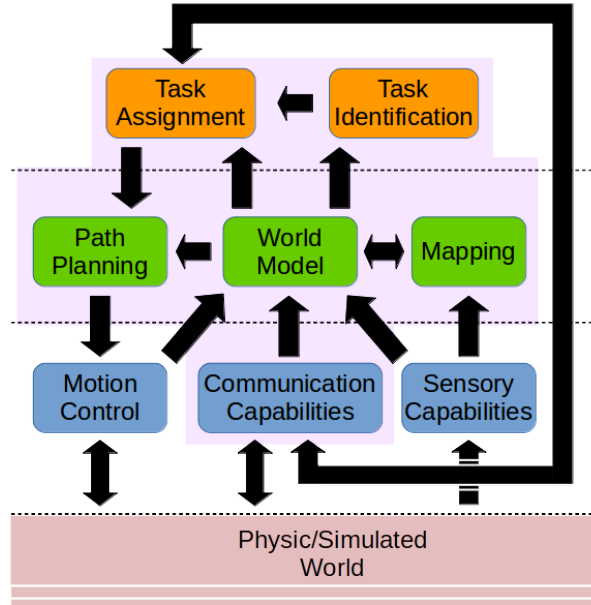 Task
Assignment
Task
Identification
Path
Planning
World
Model
Mapping
Motion
Control
Communication
Capabilities
Sensory
Capabilities
Physic/Simulated
World